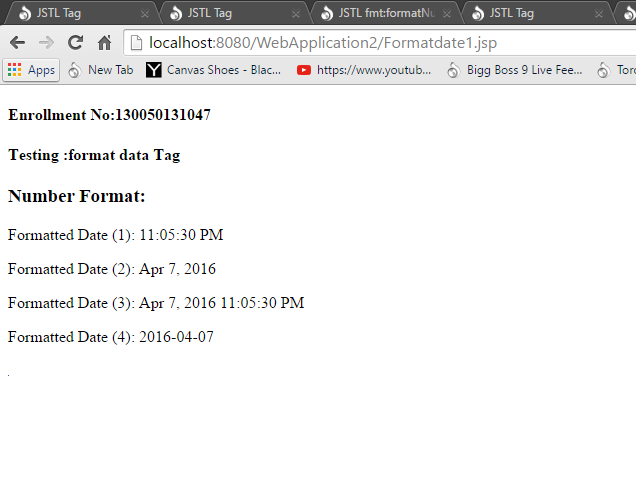 JSTL Tag
JSTL Tag
JSTL fmt:formatNu
JSTL Tag
localhost:8080/WebApplication2/Formatdate1.jsp
Apps
New Tab
Canvas Shoes - Blac...
https://www.youtub...
Bigg Boss 9 Live Fee...
Toro
Enrollment No:130050131047
Testing :format data Tag
Number Format:
Formatted Date (1): 11:05:30 PM
Formatted Date (2): Apr 7, 2016
Formatted Date (3): Apr 7, 2016 11:05:30 PM
Formatted Date (4): 2016-04-07
.